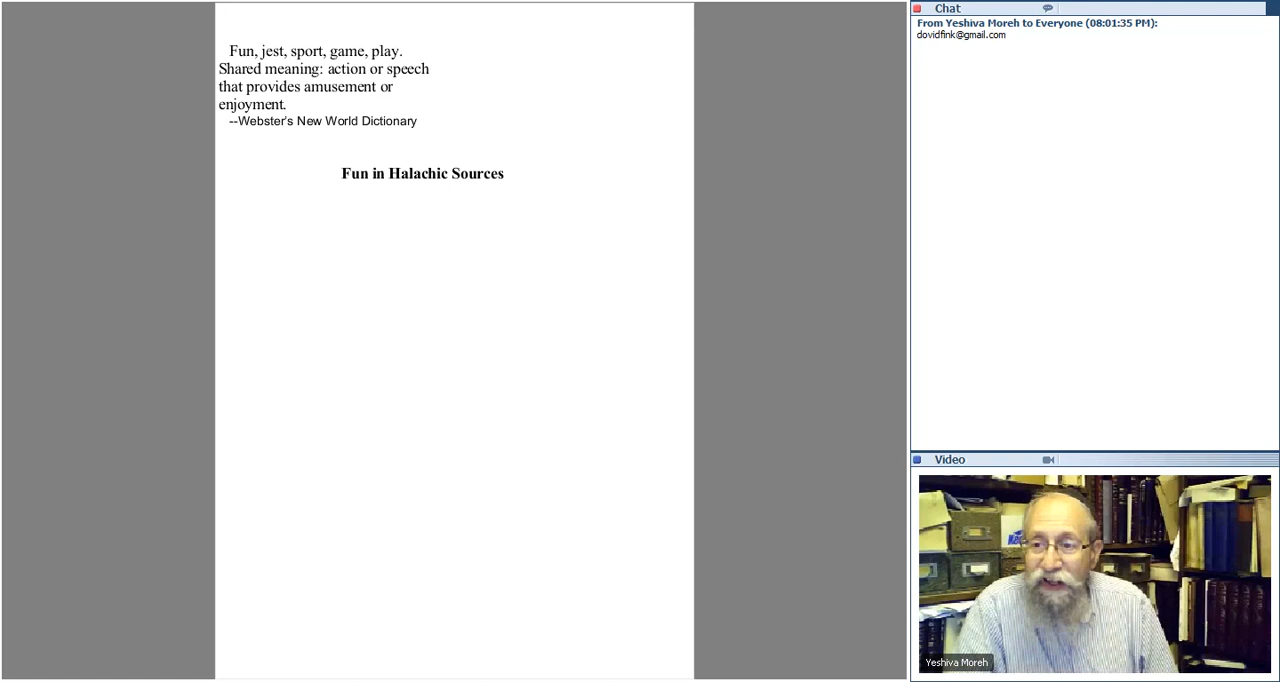 Fun, jest, sport, game, play.
Shared meaning: action or speech
that provides amusement or
enjoyment.
--Webster's New World Dictionary
Fun in Halachic Sources
Chat
From Yeshiva Moreh to Everyone (08:01:35 PM):
dovidfink@gmail.com
Video
Yeshiva Moreh